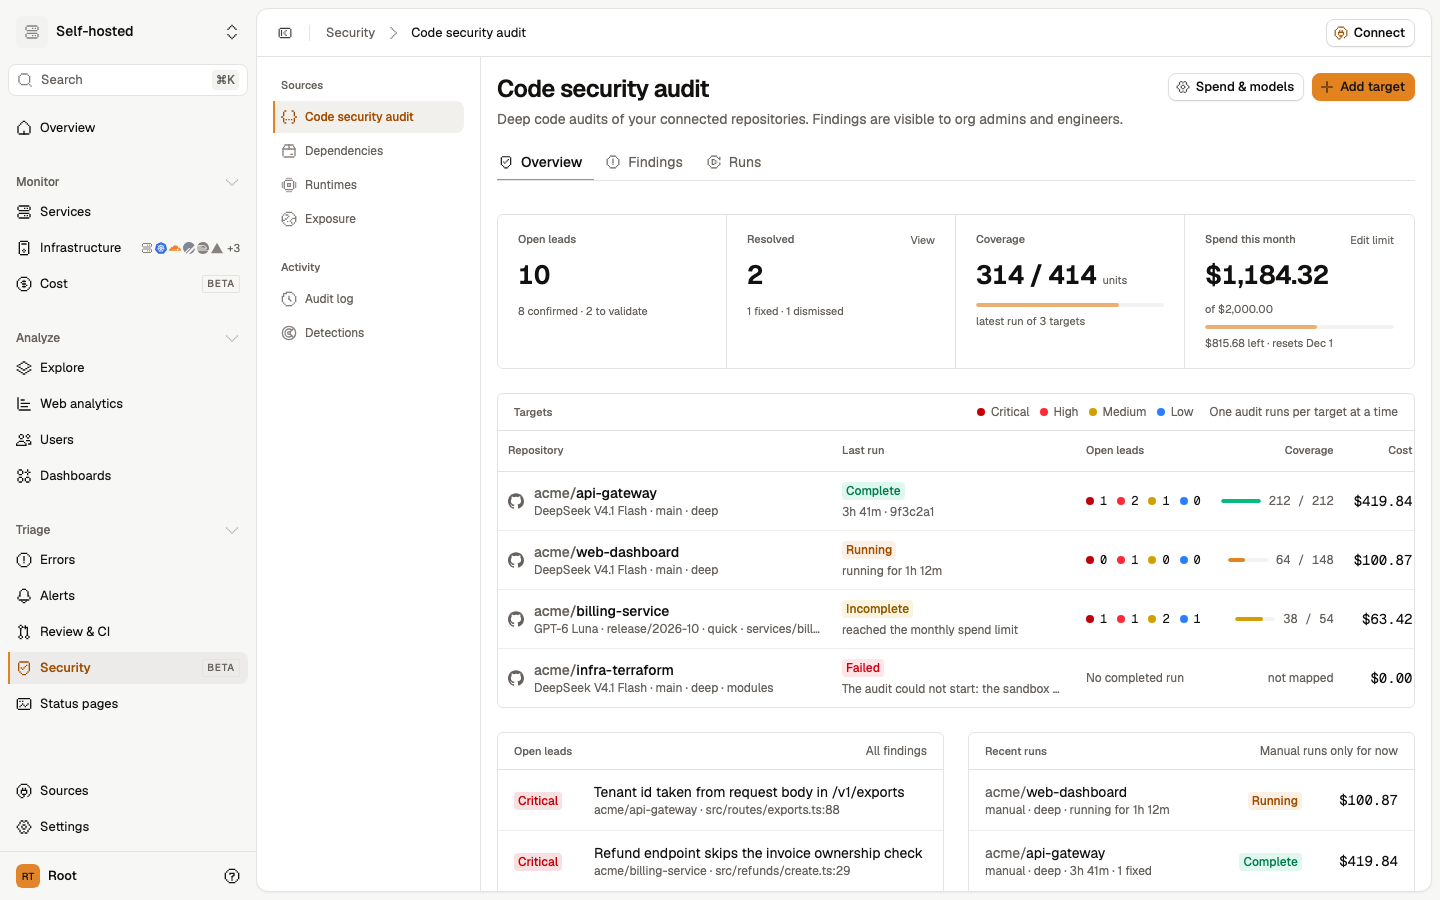 Self-hosted
Search ⌘K
Overview
Monitor
Services
Infrastructure +3
Cost BETA
Analyze
Explore
Web analytics
Users
Dashboards
Triage
Errors
Alerts
Review & CI
Security BETA
Status pages
Sources
Settings
RT Root
Security Code security audit
Connect
Sources
Code security audit
Dependencies
Runtimes
Exposure
Activity
Audit log
Detections
Code security audit
Spend & models
Add target
Deep code audits of your connected repositories. Findings are visible to org admins and engineers.
Overview Findings Runs
Open leads
10
8 confirmed · 2 to validate
Resolved View
2
1 fixed · 1 dismissed
Coverage
314 / 414 units
latest run of 3 targets
Spend this month Edit limit
$1,184.32
of $2,000.00
$815.68 left · resets Dec 1
Targets Critical High Medium Low One audit runs per target at a time
Repository Last run Open leads Coverage Cost
acme/api-gateway
DeepSeek V4.1 Flash · main · deep
Complete
3h 41m · 9f3c2a1
1 2 1 0 212 / 212 $419.84
acme/web-dashboard
DeepSeek V4.1 Flash · main · deep
Running
running for 1h 12m
0 1 0 0 64 / 148 $100.87
acme/billing-service
GPT-6 Luna · release/2026-10 · quick · services/bill...
Incomplete
reached the monthly spend limit
1 1 2 1 38 / 54 $63.42
acme/infra-terraform
DeepSeek V4.1 Flash · main · deep · modules
Failed
The audit could not start: the sandbox ...
No completed run not mapped $0.00
Open leads All findings
Critical
Tenant id taken from request body in /v1/exports
acme/api-gateway · src/routes/exports.ts:88
Critical
Refund endpoint skips the invoice ownership check
acme/billing-service · src/refunds/create.ts:29
Recent runs Manual runs only for now
acme/web-dashboard
manual · deep · running for 1h 12m
Running $100.87
acme/api-gateway
manual · deep · 3h 41m · 1 fixed
Complete $419.84